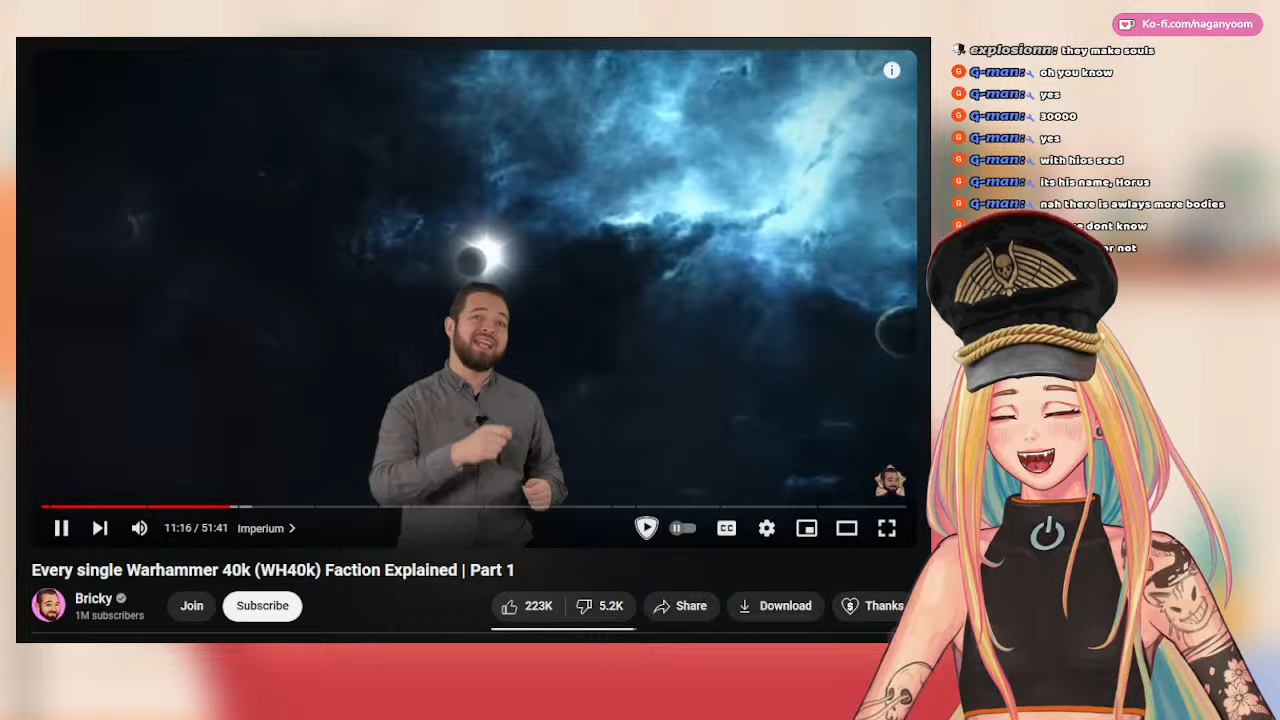 Ko-fi.com/naganyoom
explosionn: they make souls
G-man: oh you know
G-man: yes
G-man: 30000
G-man: yes
G-man: with hios seed
G-man: Its his name, Horus
G-man: nah there is awlays more bodies
dont know
or not
11:16 / 51:41 Imperium
CC
Every single Warhammer 40k (WH40k) Faction Explained | Part 1
Bricky
1M subscribers
Join
Subscribe
223K
5.2K
Share
Download
Thanks